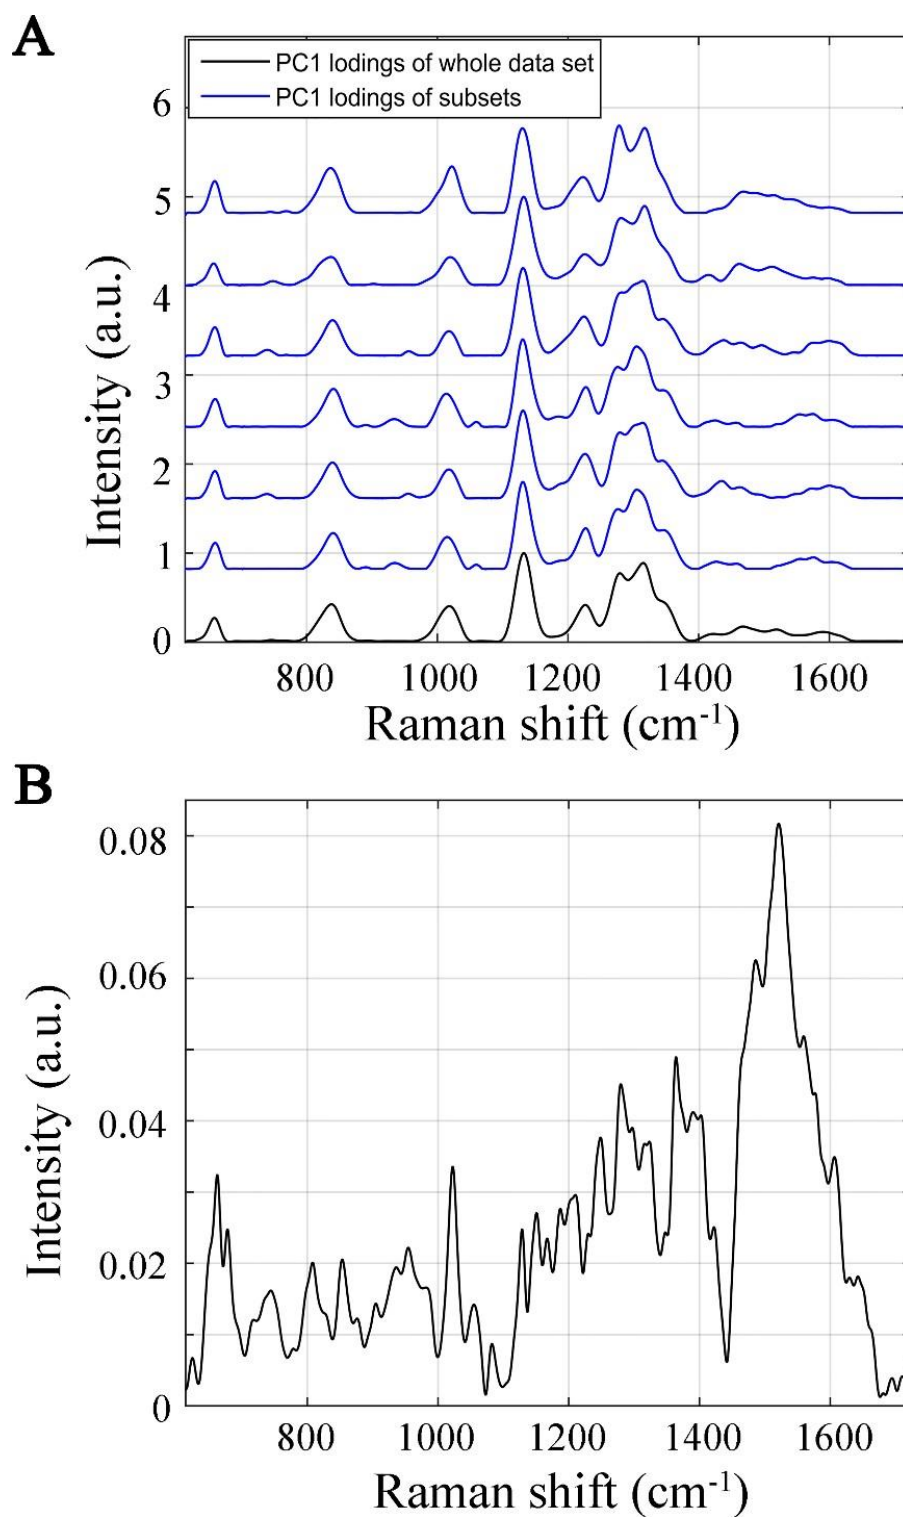 A
PC1 lodings of whole data set
PC1 lodings of subsets
6
5
4
3
2
1
0
Intensity (a.u.)
800 1000 1200 1400 1600
Raman shift (cm-1)
B
0.08
0.06
0.04
0.02
0
Intensity (a.u.)
800 1000 1200 1400 1600
Raman shift (cm-1)